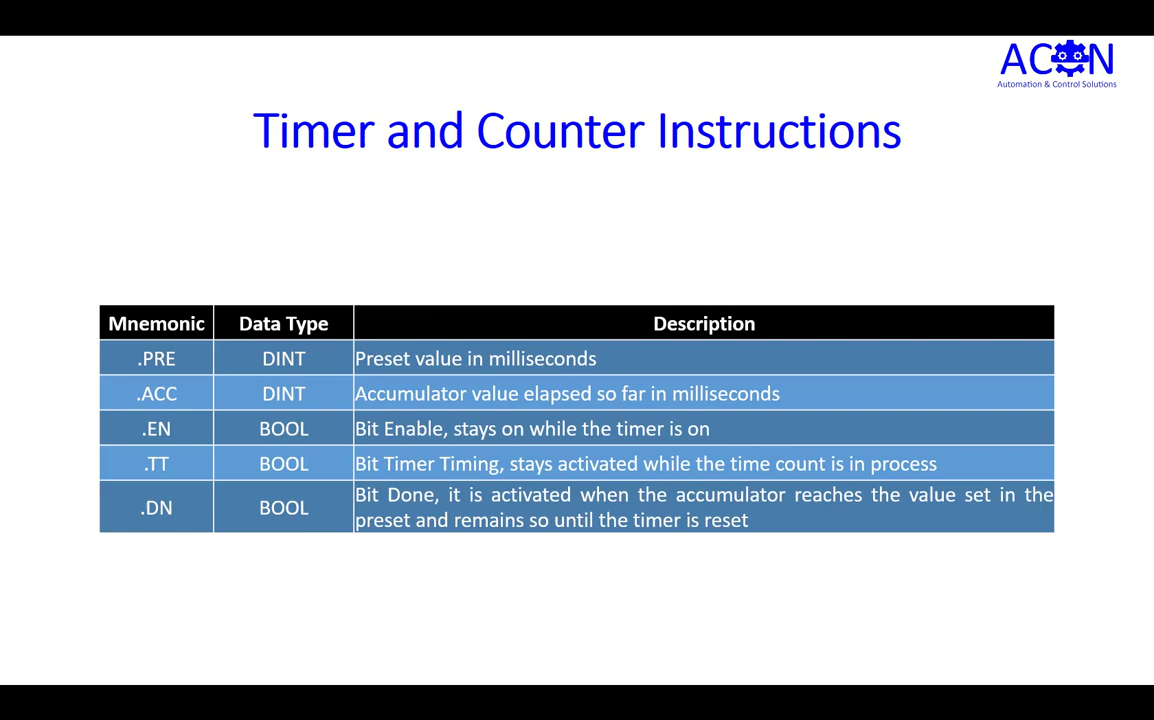 ACON
Automation & Control Solutions
Timer and Counter Instructions
Mnemonic Data Type Description
.PRE DINT Preset value in milliseconds
.ACC DINT Accumulator value elapsed so far in milliseconds
.EN BOOL Bit Enable, stays on while the timer is on
.TT BOOL Bit Timer Timing, stays activated while the time count is in process
.DN BOOL Bit Done, it is activated when the accumulator reaches the value set in the
preset and remains so until the timer is reset